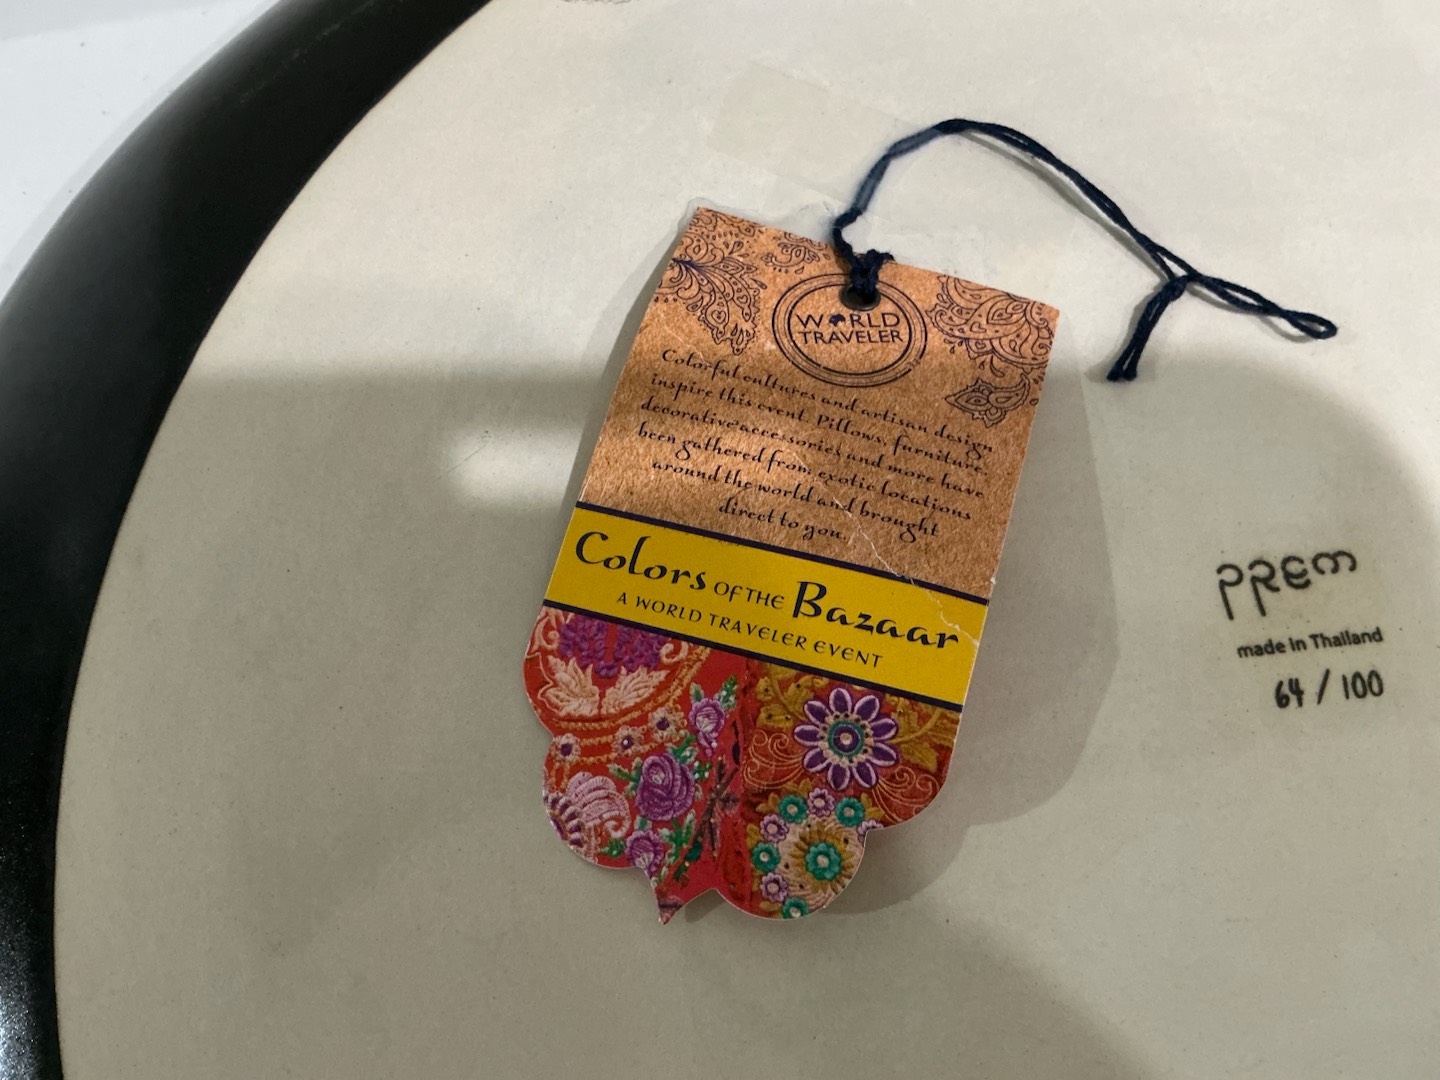 WORLD
TRAVELER
Colorful cultures and artisan design
inspire this event. Pillows, furniture,
decorative accessories and more have
been gathered from exotic locations
around the world and brought
direct to you.
Colors OF THE Bazaar
A WORLD TRAVELER EVENT
prem
made in Thailand
64 / 100